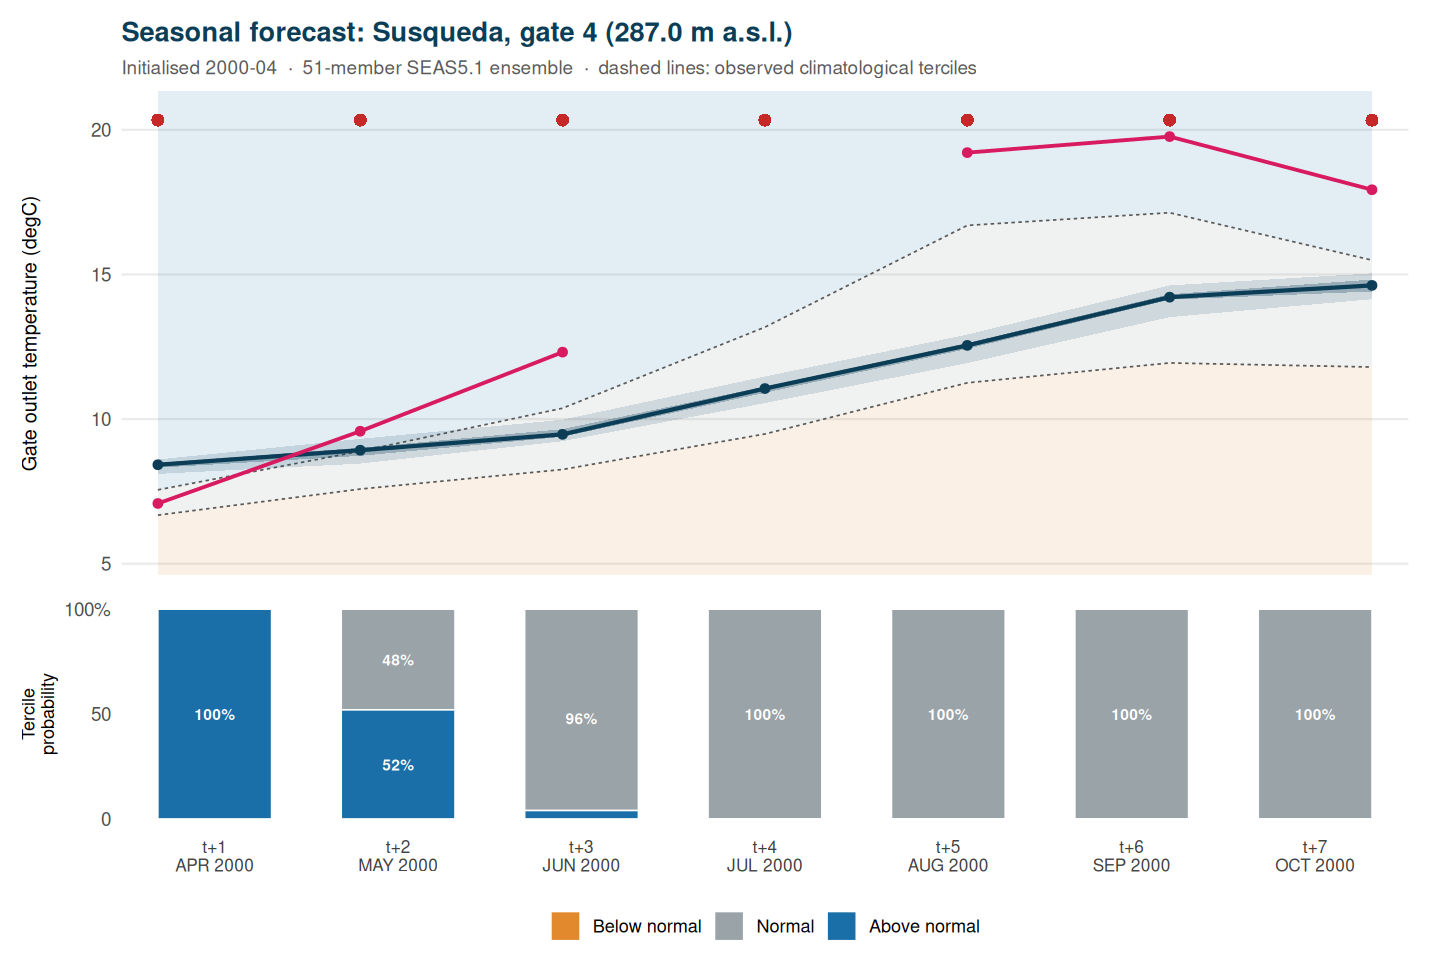 Seasonal forecast: Susqueda, gate 4 (287.0 m a.s.l.)
Initialised 2000-04 · 51-member SEAS5.1 ensemble · dashed lines: observed climatological terciles
Gate outlet temperature (degC)
20
15
10
5
Tercile
probability
100%
50
0
100%
48%
52%
96%
100%
100%
100%
100%
t+1
APR 2000
t+2
MAY 2000
t+3
JUN 2000
t+4
JUL 2000
t+5
AUG 2000
t+6
SEP 2000
t+7
OCT 2000
Below normal
Normal
Above normal